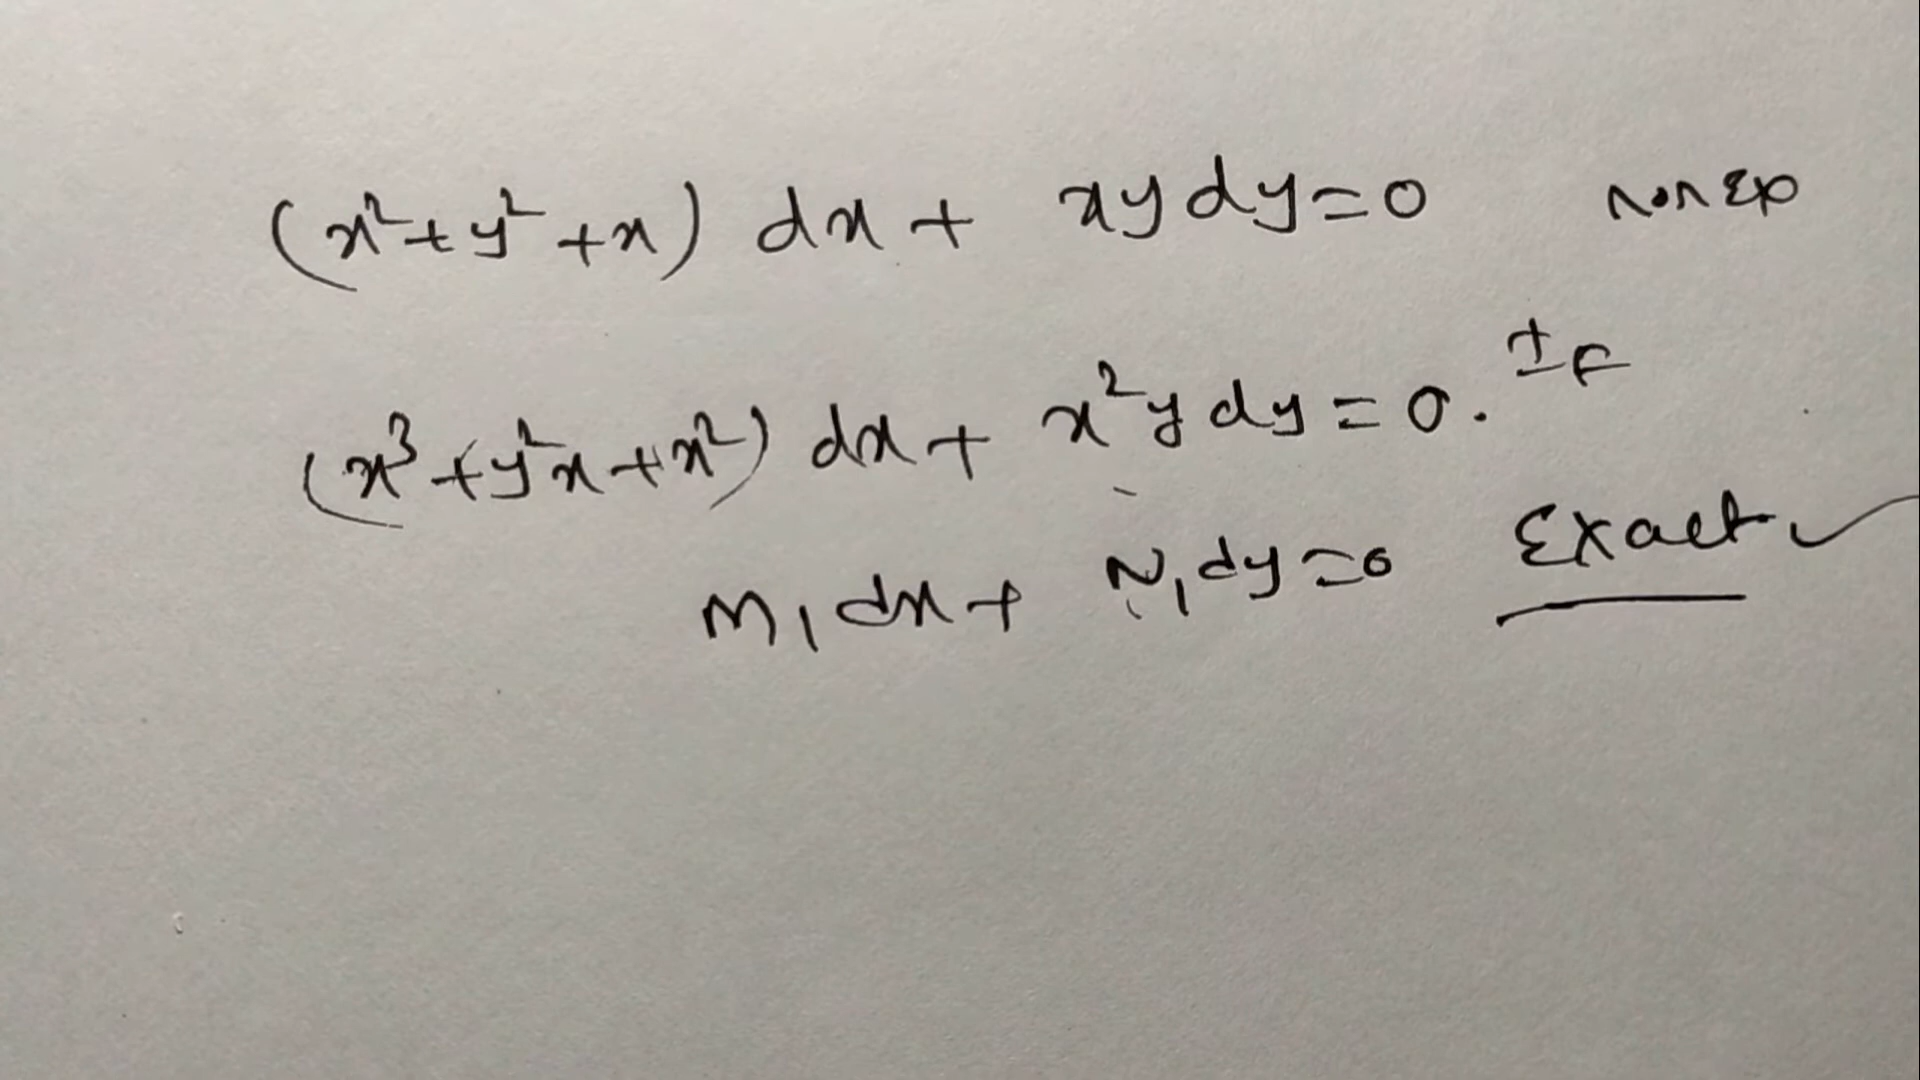 (x²+y²+x) dx + xy dy=0 non Ex
(x³+y²x+x²) dx + x²y dy = 0. IF
M₁dx + N₁dy=0 Exact